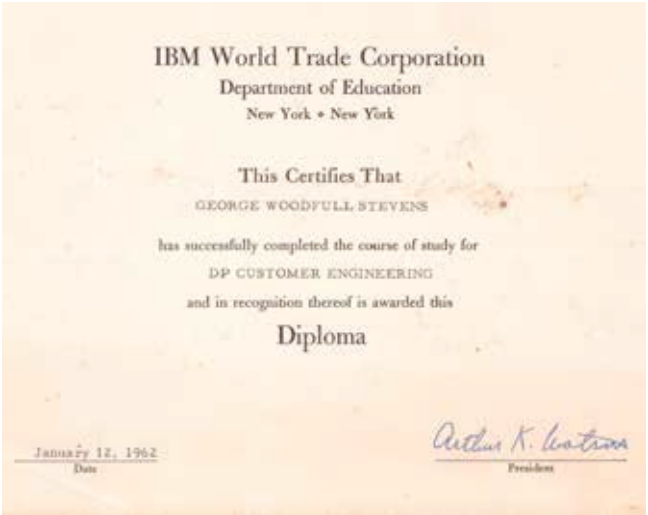 IBM World Trade Corporation
Department of Education
New York • New York
This Certifies That
GEORGE WOODFULL STEVENS
has successfully completed the course of study for
DP CUSTOMER ENGINEERING
and in recognition thereof is awarded this
Diploma
January 12, 1962
Date
Arthur K. Watson
President